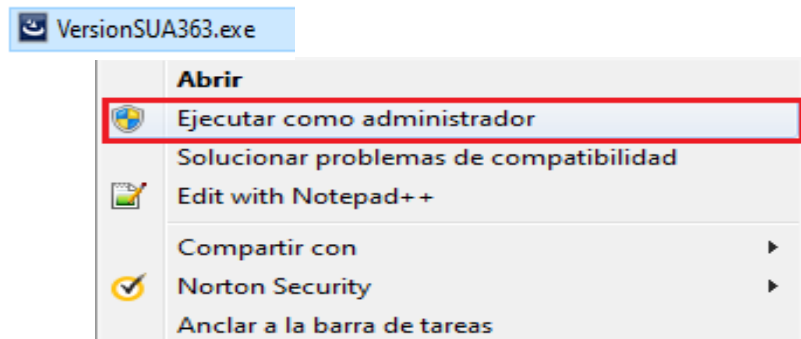 VersionSUA363.exe
Abrir
Ejecutar como administrador
Solucionar problemas de compatibilidad
Edit with Notepad++
Compartir con
Norton Security
Anclar a la barra de tareas